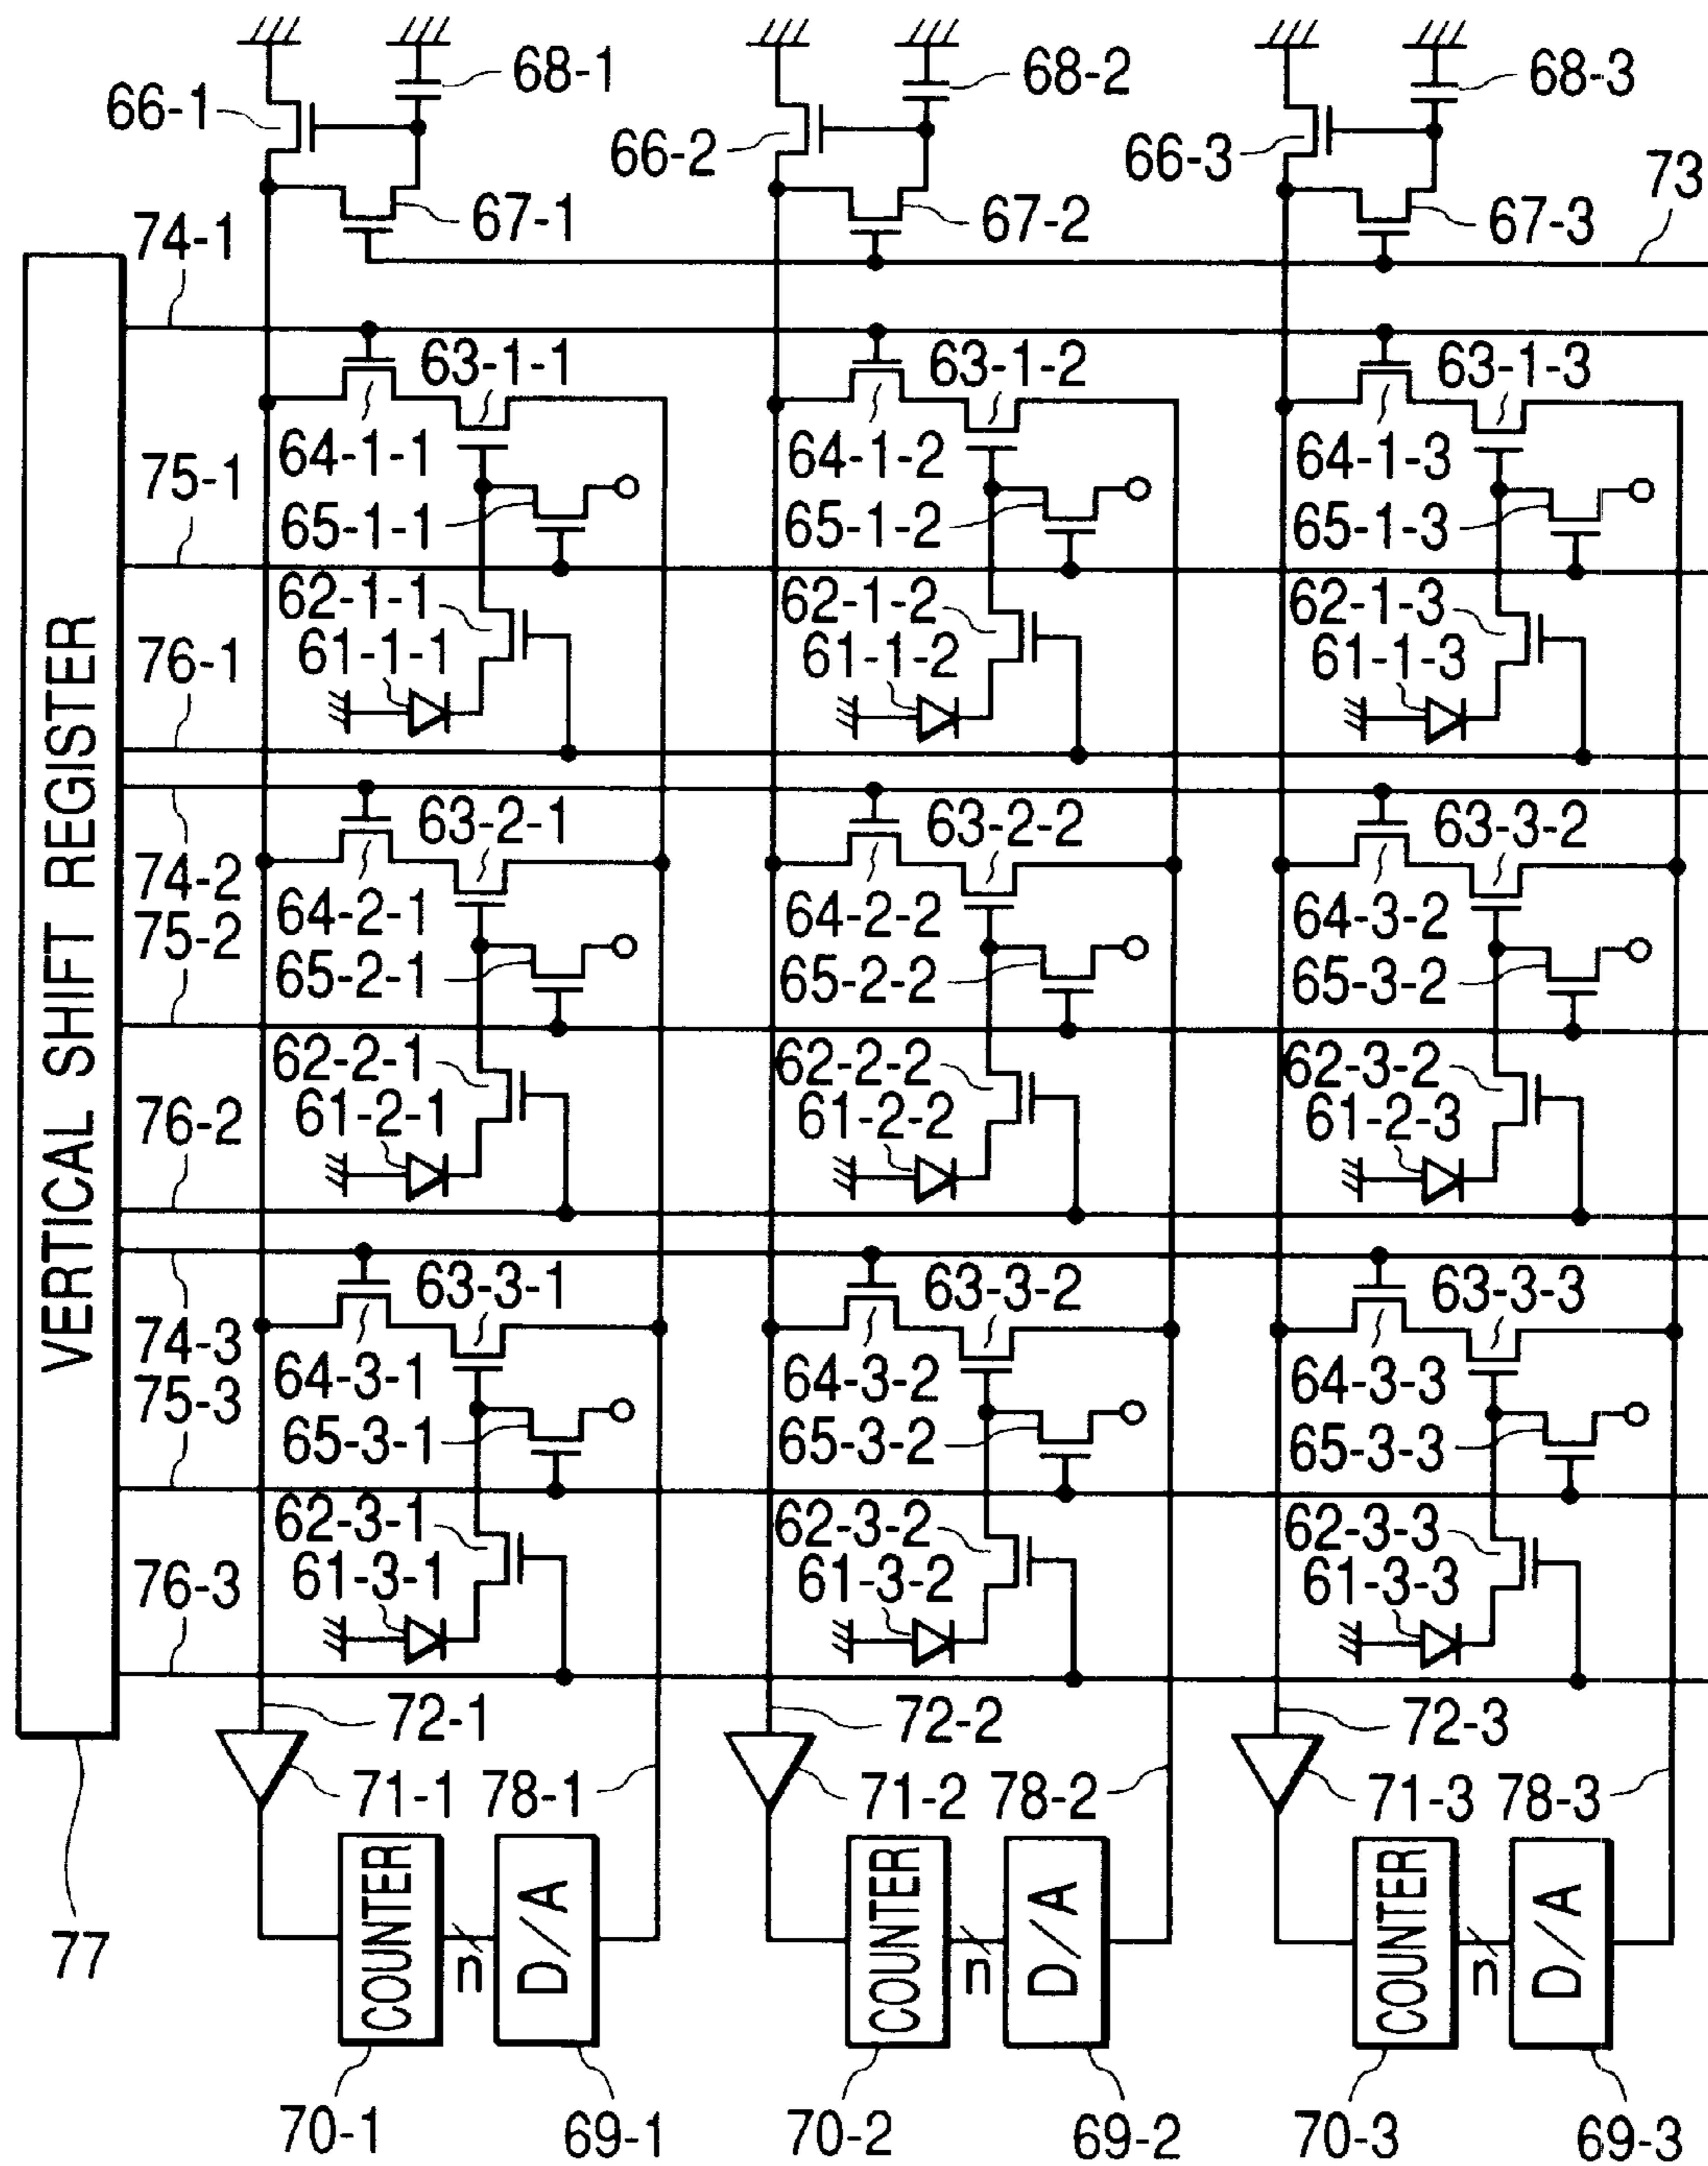 68-1 68-2 68-3
66-1 66-2 66-3
73
67-1 67-2 67-3
74-1
63-1-1 63-1-2 63-1-3
64-1-1 64-1-2 64-1-3
75-1
65-1-1 65-1-2 65-1-3
62-1-1 62-1-2 62-1-3
61-1-1 61-1-2 61-1-3
76-1
VERTICAL SHIFT REGISTER
63-2-1 63-2-2 63-3-2
74-2
64-2-1 64-2-2 64-3-2
75-2
65-2-1 65-2-2 65-3-2
62-2-1 62-2-2 62-3-2
61-2-1 61-2-2 61-2-3
76-2
63-3-1 63-3-2 63-3-3
74-3
64-3-1 64-3-2 64-3-3
75-3
65-3-1 65-3-2 65-3-3
62-3-1 62-3-2 62-3-3
61-3-1 61-3-2 61-3-3
76-3
72-1 72-2 72-3
71-1 78-1 71-2 78-2 71-3 78-3
COUNTER n D/A COUNTER n D/A COUNTER n D/A
77
70-1 69-1 70-2 69-2 70-3 69-3